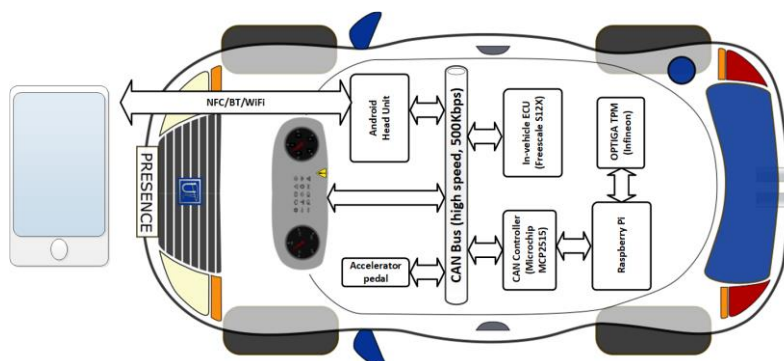 NFC/BT/WiFi
PRESENCE
Android
Head Unit
Accelerator
pedal
CAN Bus (high speed, 500Kbps)
In-vehicle ECU
(Freescale S12X)
CAN Controller
(Microchip
MCP2515)
OPTIGA TPM
(Infineon)
Raspberry Pi